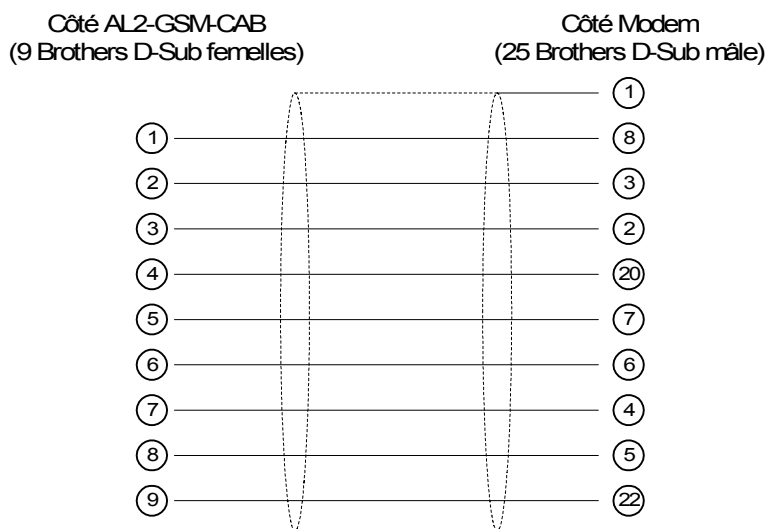 Côté AL2-GSM-CAB
(9 Brothers D-Sub femelles)
Côté Modem
(25 Brothers D-Sub mâle)
1
1 8
2 3
3 2
4 20
5 7
6 6
7 4
8 5
9 22